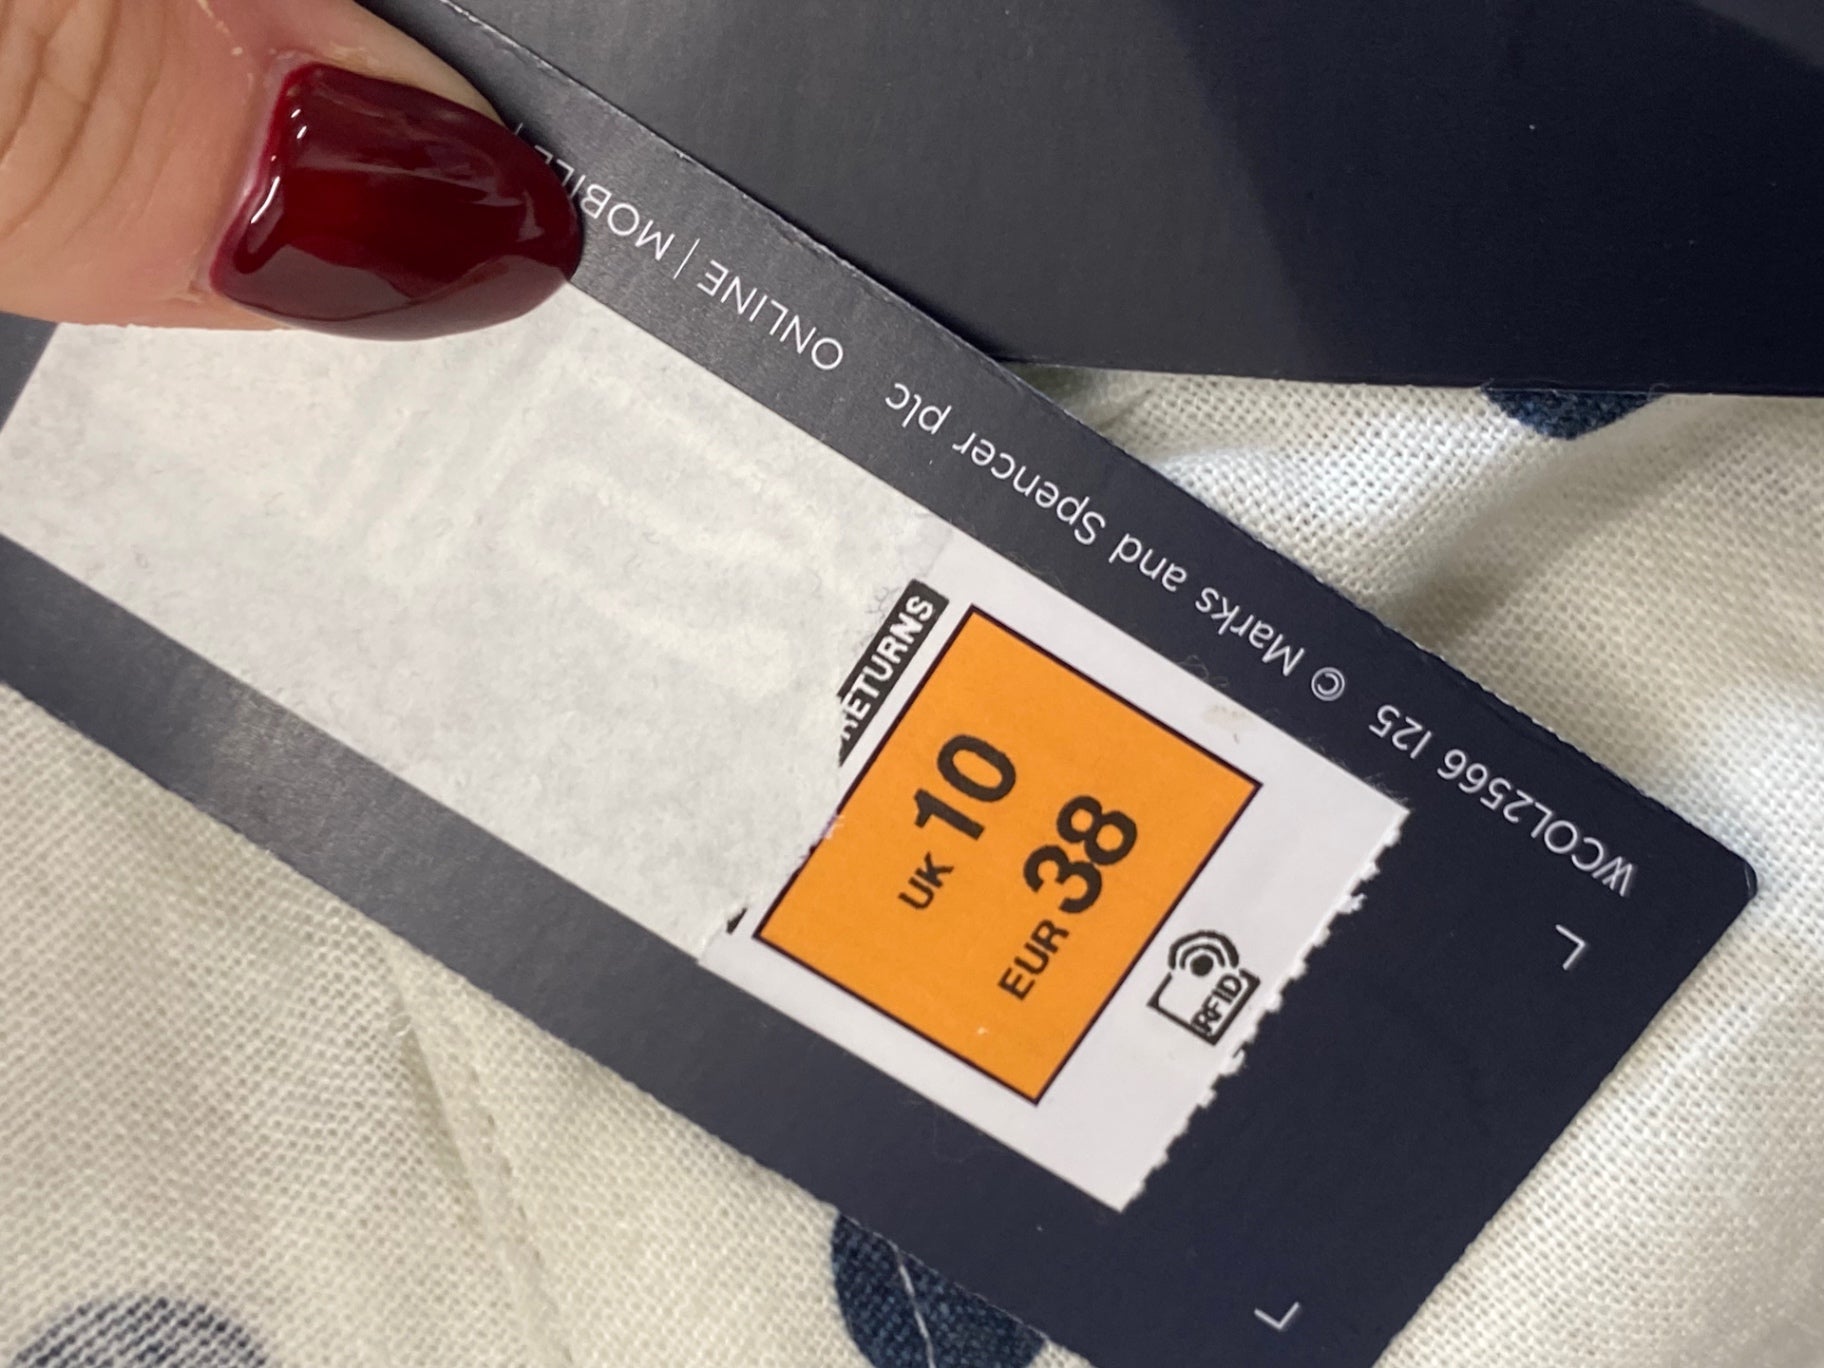 RETURNS
UK 10
EUR 38
RFID
WCOL2566 I25 © Marks and Spencer plc ONLINE | MOBILE